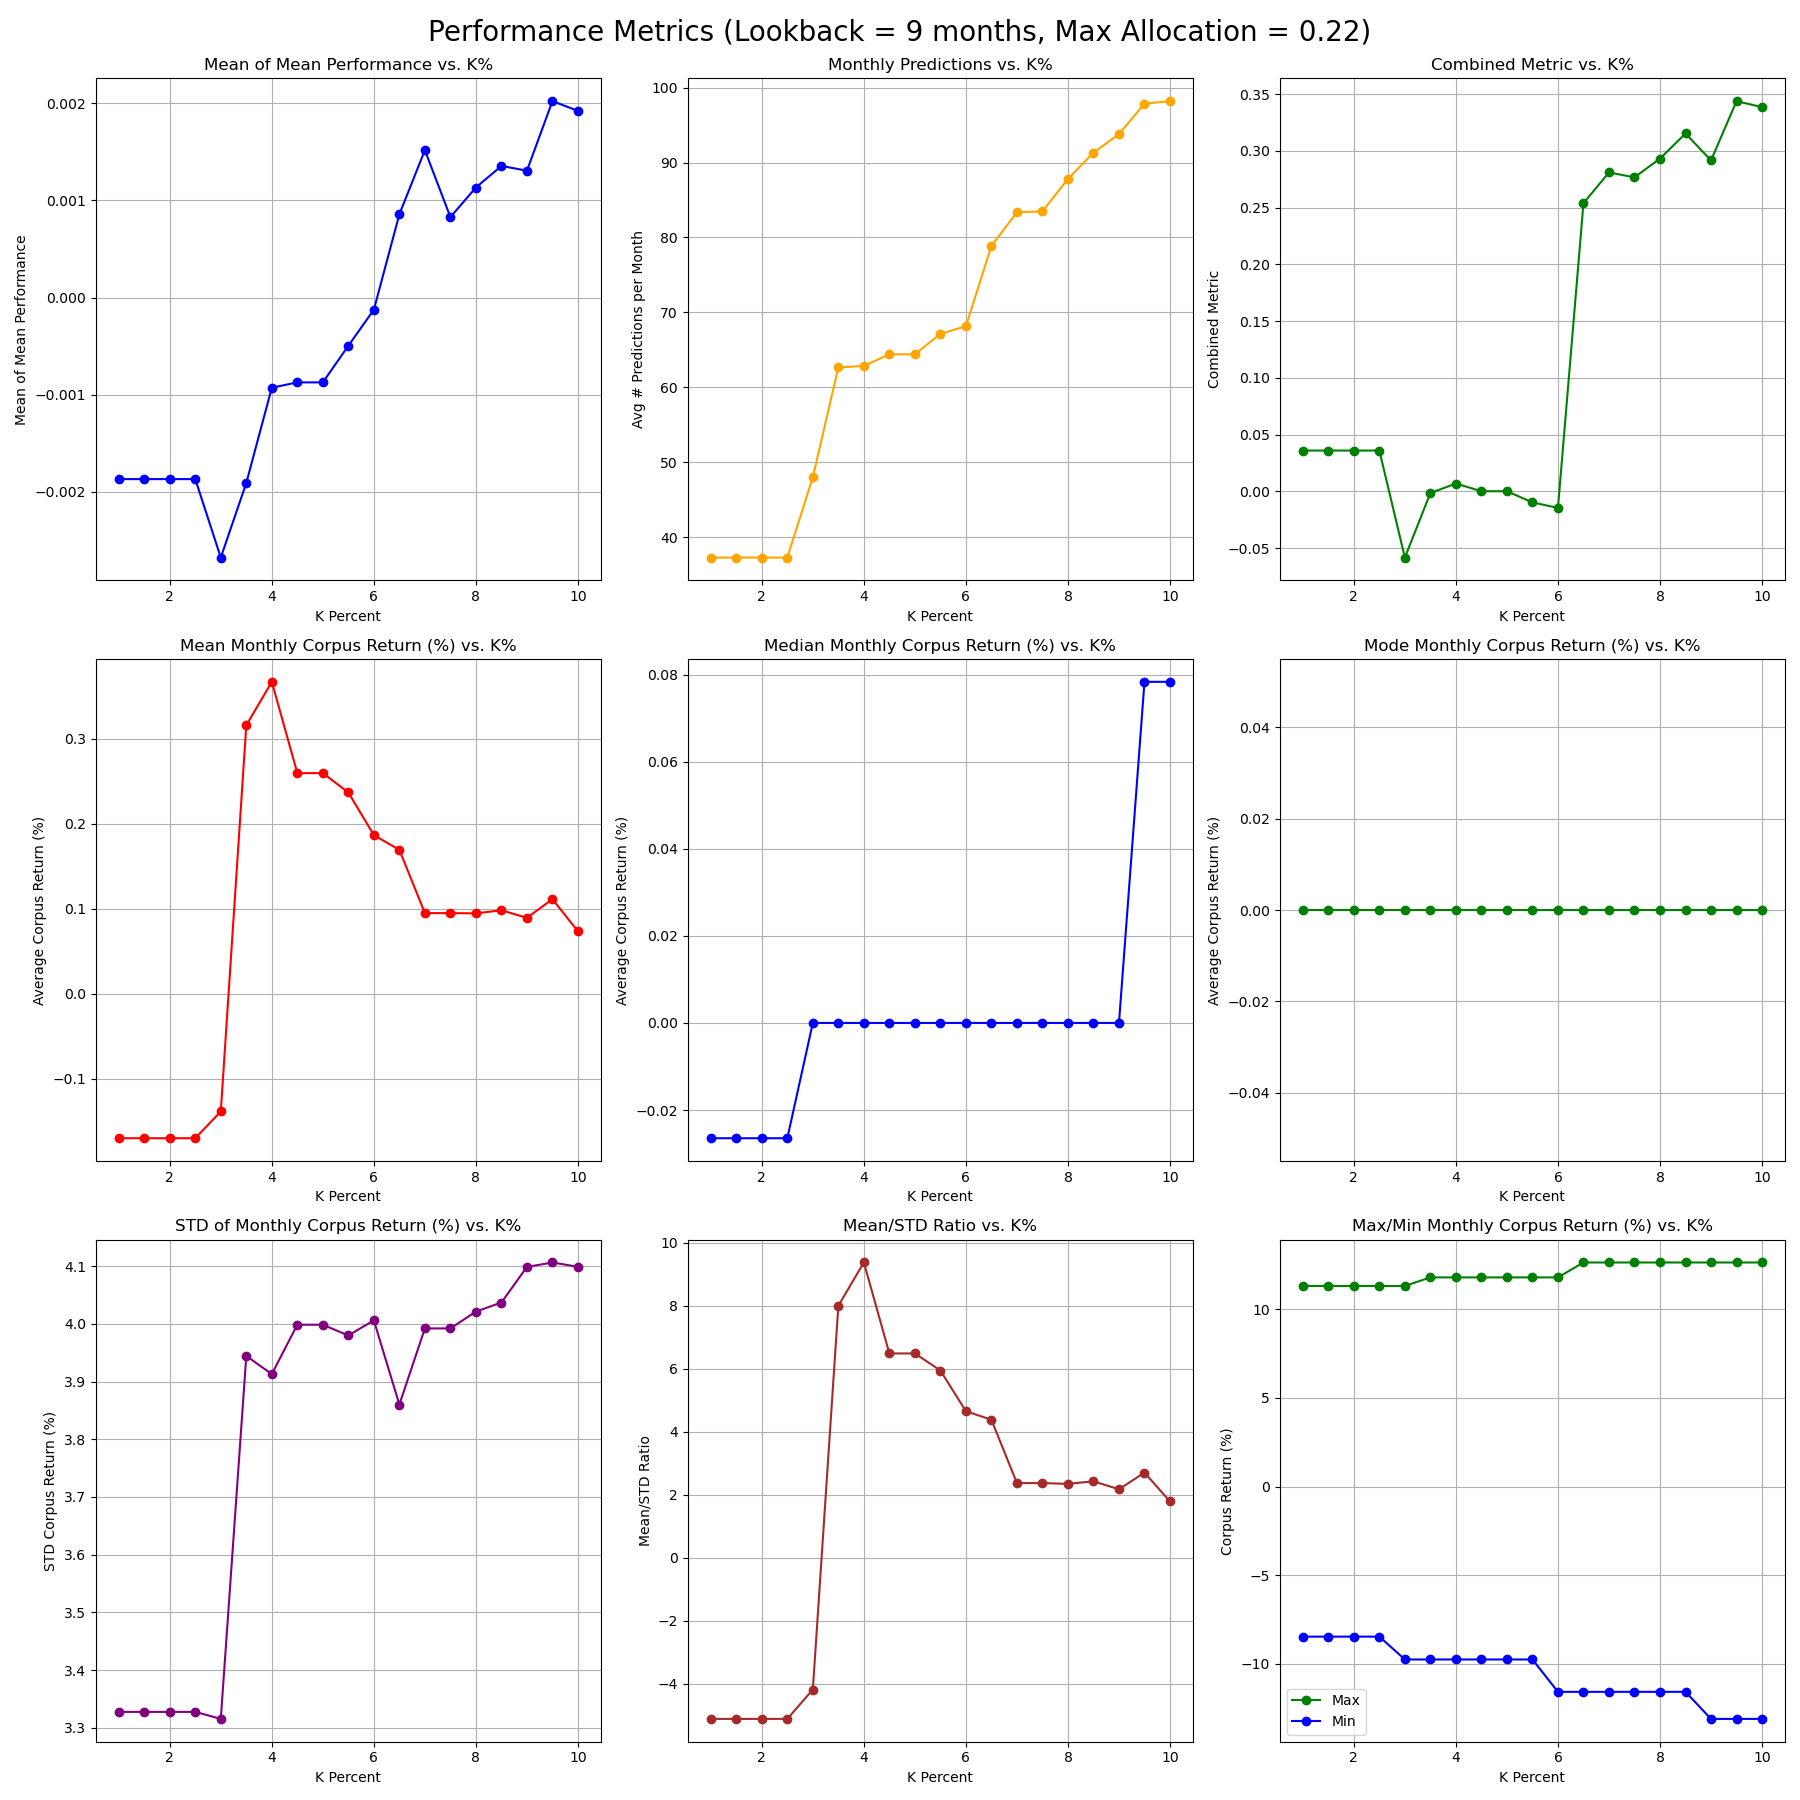 Performance Metrics (Lookback = 9 months, Max Allocation = 0.22)
Mean of Mean Performance vs. K%
0.002
0.001
0.000
−0.001
−0.002
Mean of Mean Performance
2 4 6 8 10
K Percent
Monthly Predictions vs. K%
100
90
80
70
60
50
40
Avg # Predictions per Month
2 4 6 8 10
K Percent
Combined Metric vs. K%
0.35
0.30
0.25
0.20
0.15
0.10
0.05
0.00
−0.05
Combined Metric
2 4 6 8 10
K Percent
Mean Monthly Corpus Return (%) vs. K%
0.3
0.2
0.1
0.0
−0.1
Average Corpus Return (%)
2 4 6 8 10
K Percent
Median Monthly Corpus Return (%) vs. K%
0.08
0.06
0.04
0.02
0.00
−0.02
Average Corpus Return (%)
2 4 6 8 10
K Percent
Mode Monthly Corpus Return (%) vs. K%
0.04
0.02
0.00
−0.02
−0.04
Average Corpus Return (%)
2 4 6 8 10
K Percent
STD of Monthly Corpus Return (%) vs. K%
4.1
4.0
3.9
3.8
3.7
3.6
3.5
3.4
3.3
STD Corpus Return (%)
2 4 6 8 10
K Percent
Mean/STD Ratio vs. K%
10
8
6
4
2
0
−2
−4
Mean/STD Ratio
2 4 6 8 10
K Percent
Max/Min Monthly Corpus Return (%) vs. K%
10
5
0
−5
−10
Corpus Return (%)
Max
Min
2 4 6 8 10
K Percent